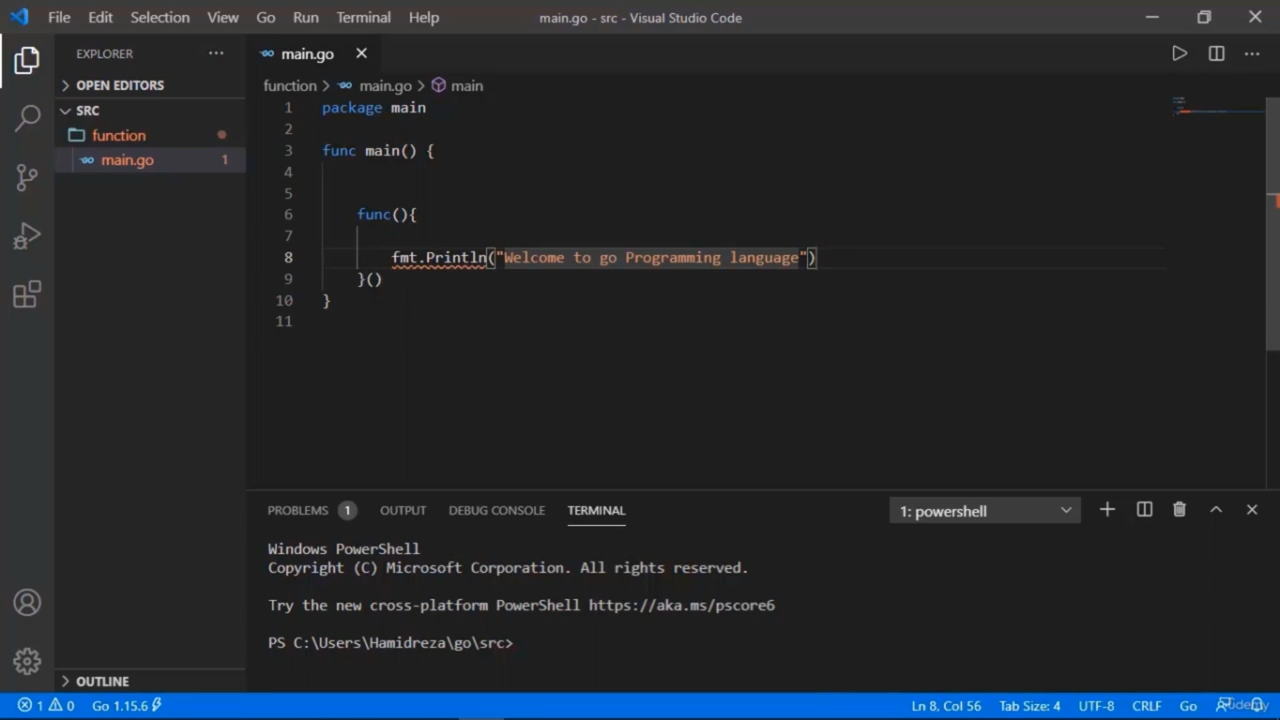 File Edit Selection View Go Run Terminal Help
main.go - src - Visual Studio Code
EXPLORER
OPEN EDITORS
SRC
function
main.go 1
OUTLINE
main.go
function > main.go > main
1 package main
2
3 func main() {
4
5
6 func(){
7
8 fmt.Println("Welcome to go Programming language")
9 }()
10 }
11
PROBLEMS 1 OUTPUT DEBUG CONSOLE TERMINAL
1: powershell
Windows PowerShell
Copyright (C) Microsoft Corporation. All rights reserved.
Try the new cross-platform PowerShell https://aka.ms/pscore6
PS C:\Users\Hamidreza\go\src>
1 0 Go 1.15.6
Ln 8, Col 56 Tab Size: 4 UTF-8 CRLF Go
Udemy